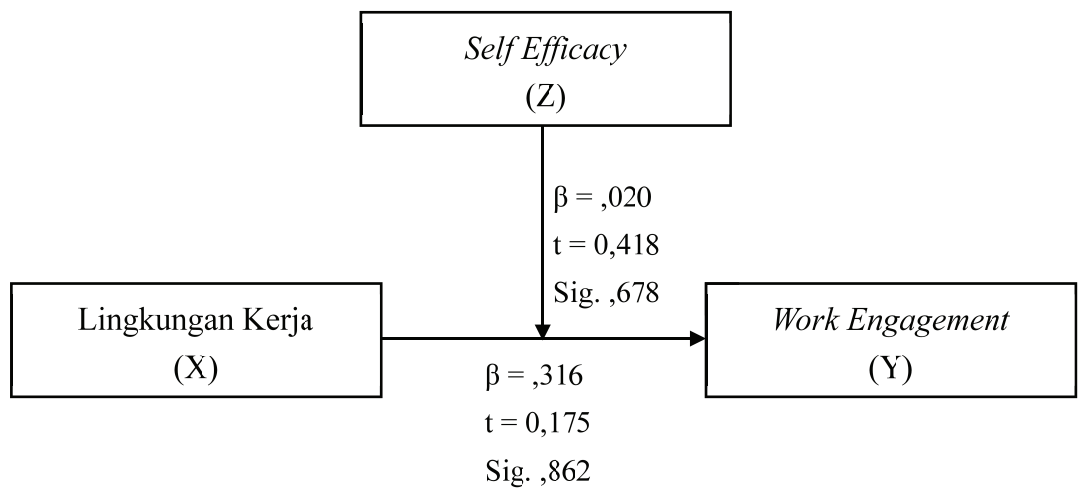 Self Efficacy
(Z)
β = ,020
t = 0,418
Sig. ,678
Lingkungan Kerja
(X)
Work Engagement
(Y)
β = ,316
t = 0,175
Sig. ,862